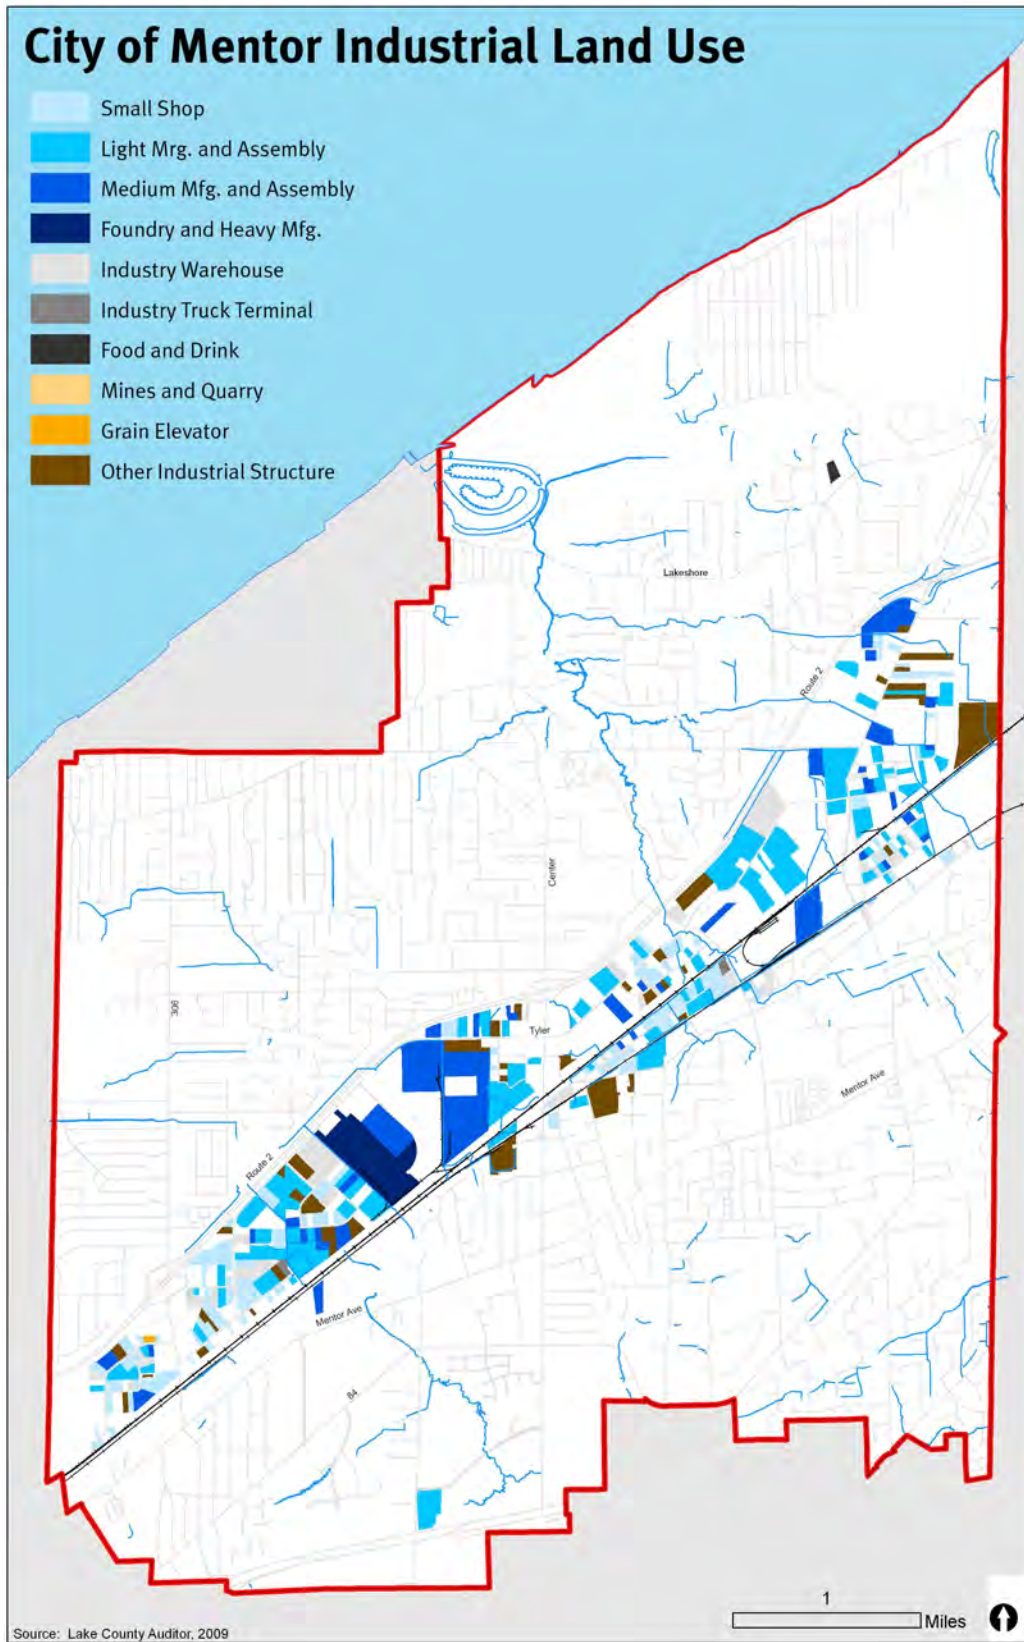 City of Mentor Industrial Land Use
Small Shop
Light Mrg. and Assembly
Medium Mfg. and Assembly
Foundry and Heavy Mfg.
Industry Warehouse
Industry Truck Terminal
Food and Drink
Mines and Quarry
Grain Elevator
Other Industrial Structure
Lakeshore
Route 2
Center
306
Tyler
Mentor Ave
Route 2
Mentor Ave
84
1
Miles
Source: Lake County Auditor, 2009